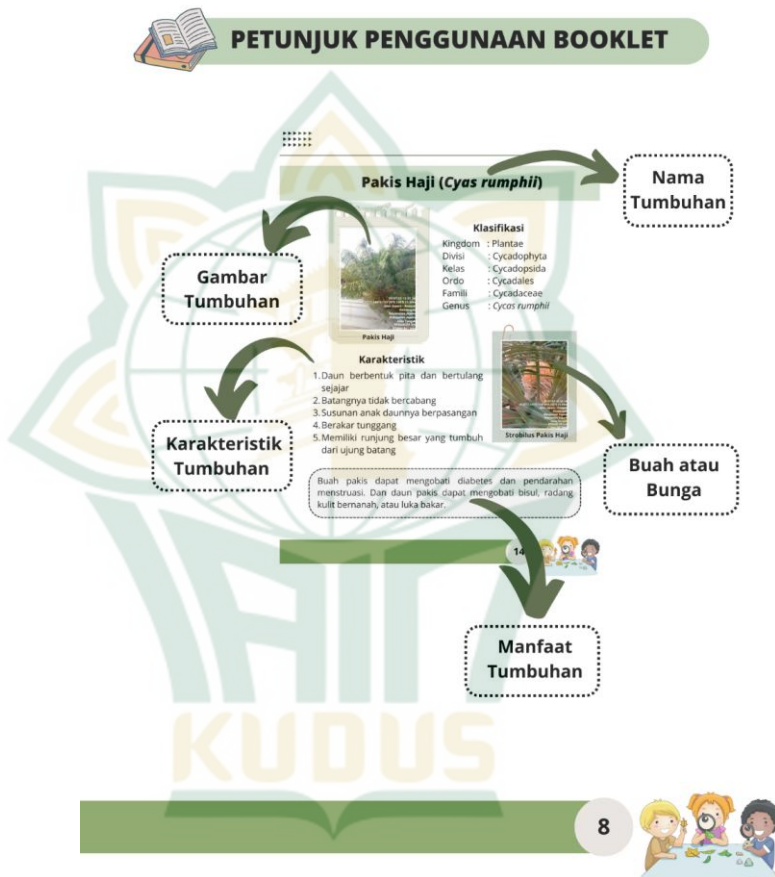 PETUNJUK PENGGUNAAN BOOKLET
Pakis Haji (Cyas rumphii)
Nama
Tumbuhan
Gambar
Tumbuhan
Pakis Haji
Klasifikasi
Kingdom : Plantae
Divisi : Cycadophyta
Kelas : Cycadopsida
Ordo : Cycadales
Famili : Cycadaceae
Genus : Cycas rumphii
Karakteristik
1. Daun berbentuk pita dan bertulang
sejajar
2. Batangnya tidak bercabang
3. Susunan anak daunnya berpasangan
4. Berakar tunggang
5. Memiliki runjung besar yang tumbuh
dari ujung batang
Strobilus Pakis Haji
Karakteristik
Tumbuhan
Buah atau
Bunga
Buah pakis dapat mengobati diabetes dan pendarahan
menstruasi. Dan daun pakis dapat mengobati bisul, radang
kulit bernanah, atau luka bakar.
14
Manfaat
Tumbuhan
KUDUS
8